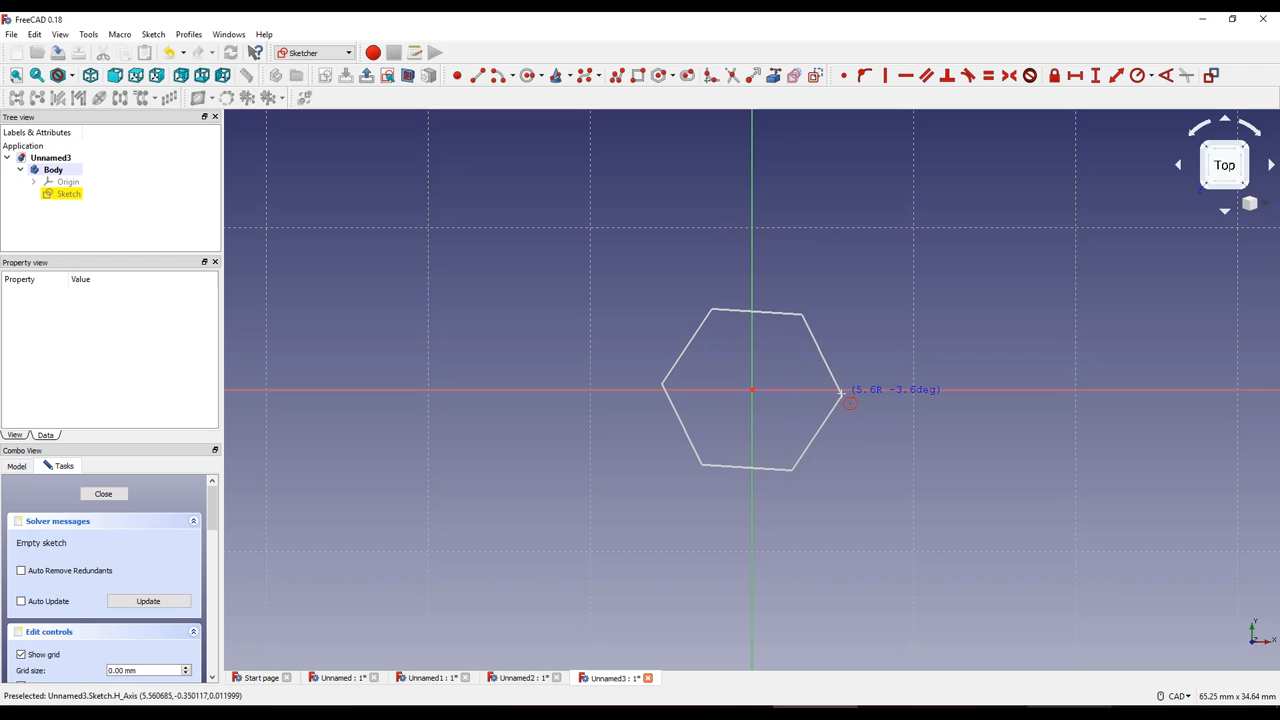 FreeCAD 0.18
File Edit View Tools Macro Sketch Profiles Windows Help
Sketcher
Tree view
Labels & Attributes
Application
Unnamed3
Body
Origin
Sketch
Top
Property view
Property Value
(5.6R -3.6deg)
View Data
Combo View
Model Tasks
Close
Solver messages
Empty sketch
Auto Remove Redundants
Auto Update Update
Edit controls
Show grid
Grid size: 0.00 mm
Y
Z X
Start page Unnamed : 1* Unnamed1 : 1* Unnamed2 : 1* Unnamed3 : 1*
Preselected: Unnamed3.Sketch.H_Axis (5.560685,-0.350117,0.011999) CAD 65.25 mm x 34.64 mm